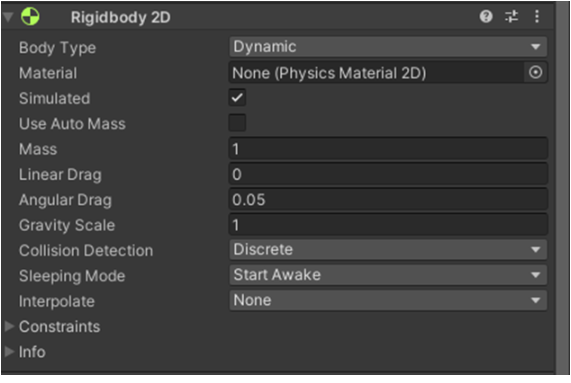 Rigidbody 2D
Body Type Dynamic
Material None (Physics Material 2D)
Simulated
Use Auto Mass
Mass 1
Linear Drag 0
Angular Drag 0.05
Gravity Scale 1
Collision Detection Discrete
Sleeping Mode Start Awake
Interpolate None
Constraints
Info